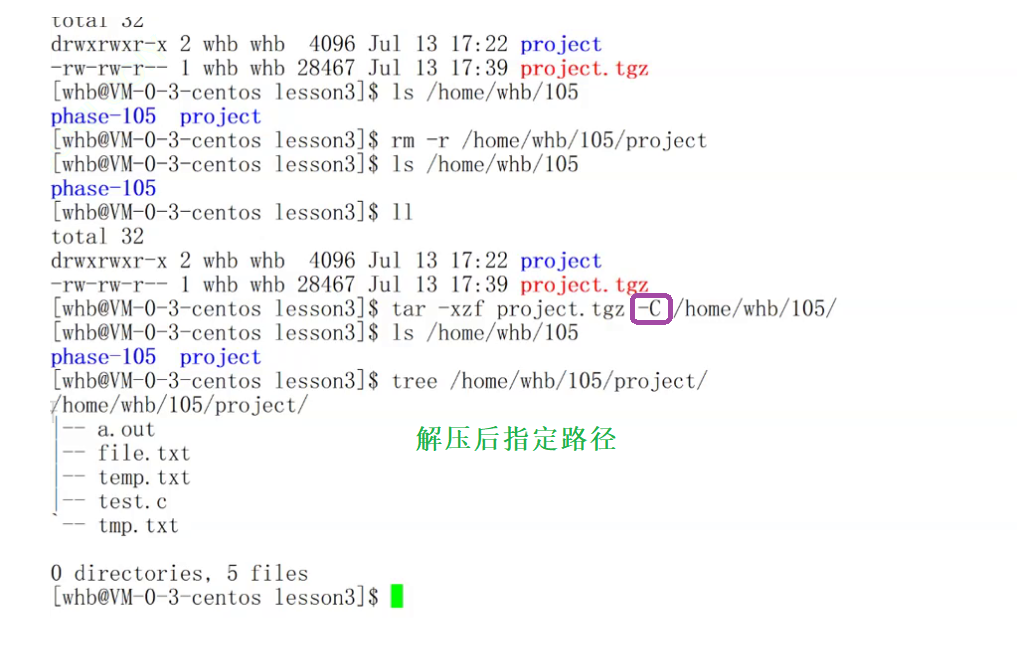 total 32
drwxrwxr-x 2 whb whb  4096 Jul 13 17:22 project
-rw-rw-r-- 1 whb whb 28467 Jul 13 17:39 project.tgz
[whb@VM-0-3-centos lesson3]$ ls /home/whb/105
phase-105  project
[whb@VM-0-3-centos lesson3]$ rm -r /home/whb/105/project
[whb@VM-0-3-centos lesson3]$ ls /home/whb/105
phase-105
[whb@VM-0-3-centos lesson3]$ ll
total 32
drwxrwxr-x 2 whb whb  4096 Jul 13 17:22 project
-rw-rw-r-- 1 whb whb 28467 Jul 13 17:39 project.tgz
[whb@VM-0-3-centos lesson3]$ tar -xzf project.tgz -C /home/whb/105/
[whb@VM-0-3-centos lesson3]$ ls /home/whb/105
phase-105  project
[whb@VM-0-3-centos lesson3]$ tree /home/whb/105/project/
/home/whb/105/project/
|-- a.out
|-- file.txt
|-- temp.txt
|-- test.c
`-- tmp.txt
解压后指定路径
0 directories, 5 files
[whb@VM-0-3-centos lesson3]$